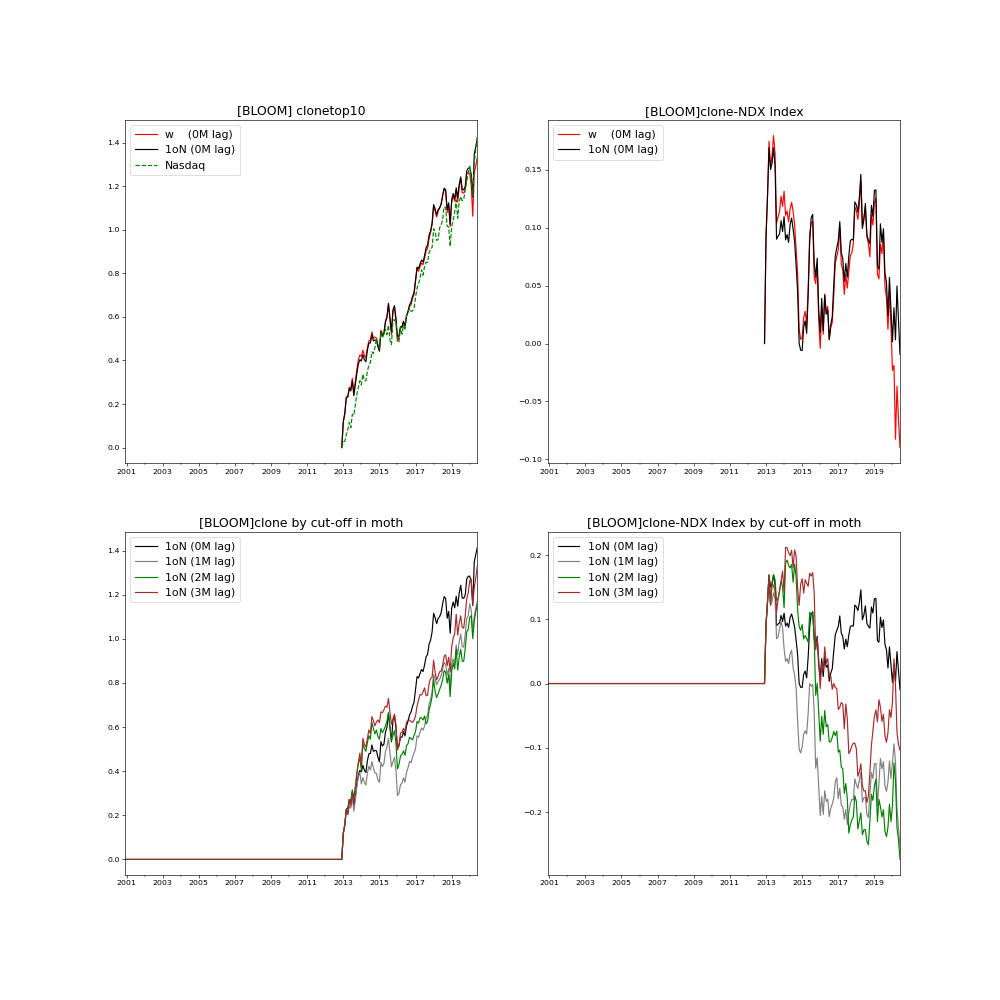 [BLOOM] clonetop10
w    (0M lag)
1oN (0M lag)
Nasdaq
1.4
1.2
1.0
0.8
0.6
0.4
0.2
0.0
2001 2003 2005 2007 2009 2011 2013 2015 2017 2019
[BLOOM]clone-NDX Index
w    (0M lag)
1oN (0M lag)
0.15
0.10
0.05
0.00
−0.05
−0.10
2001 2003 2005 2007 2009 2011 2013 2015 2017 2019
[BLOOM]clone by cut-off in moth
1oN (0M lag)
1oN (1M lag)
1oN (2M lag)
1oN (3M lag)
1.4
1.2
1.0
0.8
0.6
0.4
0.2
0.0
2001 2003 2005 2007 2009 2011 2013 2015 2017 2019
[BLOOM]clone-NDX Index by cut-off in moth
1oN (0M lag)
1oN (1M lag)
1oN (2M lag)
1oN (3M lag)
0.2
0.1
0.0
−0.1
−0.2
2001 2003 2005 2007 2009 2011 2013 2015 2017 2019